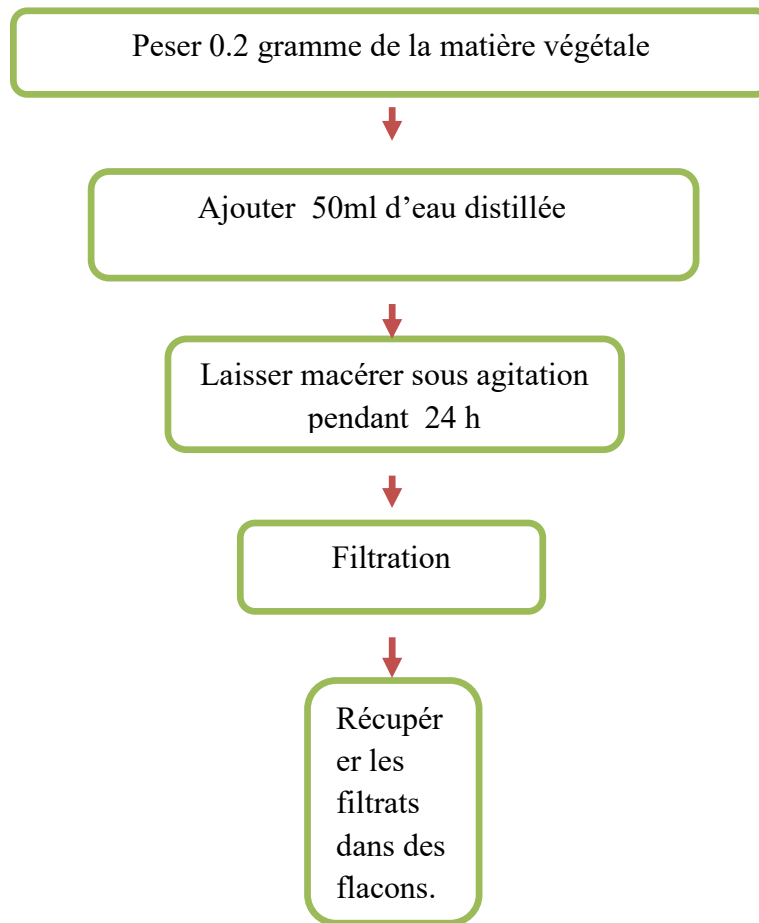 Peser 0.2 gramme de la matière végétale
Ajouter  50ml d’eau distillée
Laisser macérer sous agitation
pendant  24 h
Filtration
Récupér
er les
filtrats
dans des
flacons.